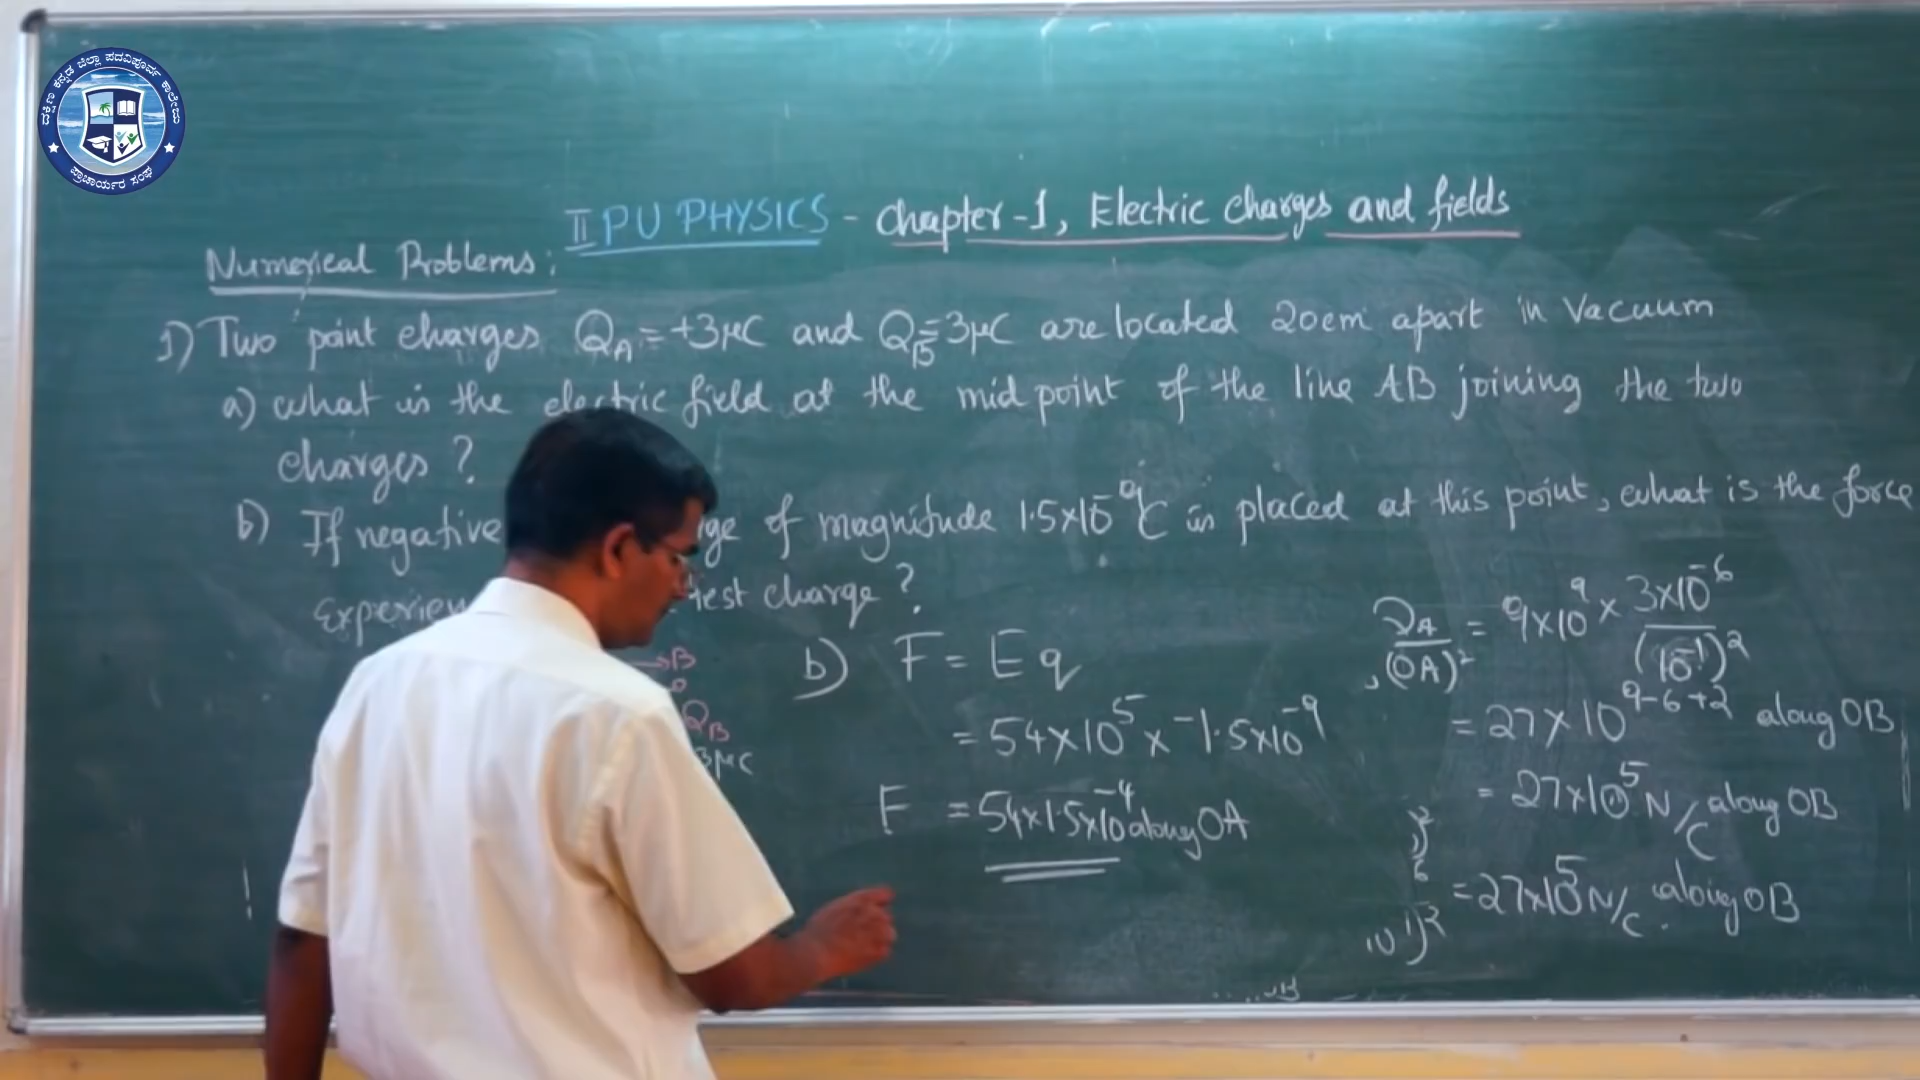 ದಕ್ಷಿಣ ಕನ್ನಡ ಜಿಲ್ಲಾ ಪದವಿಪೂರ್ವ ಕಾಲೇಜು
ಪ್ರಾಚಾರ್ಯರ ಸಂಘ
II PU PHYSICS - Chapter-1, Electric charges and fields
Numerical Problems:
1) Two point charges Q_A = +3μC and Q_B = 3μC are located 20cm apart in Vacuum
a) what is the electric field at the mid point of the line AB joining the two
charges ?
b) If negative ge of magnitude 1.5×10^-9 C is placed at this point, what is the force
Experien test charge ?
→B
Q_B
3μC
b) F = E q
= 54×10^5 × -1.5×10^-9
F = 54×1.5×10^-4 along OA
Q_A/(OA)^2 = 9×10^9 × 3×10^-6/(10^-1)^2
= 27×10^9-6+2 along OB
= 27×10^5 N/C along OB
= 27×10^5 N/C. along OB